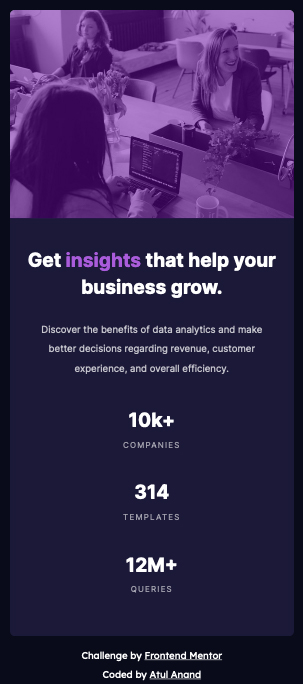 Get insights that help your
business grow.
Discover the benefits of data analytics and make
better decisions regarding revenue, customer
experience, and overall efficiency.
10k+
COMPANIES
314
TEMPLATES
12M+
QUERIES
Challenge by Frontend Mentor
Coded by Atul Anand